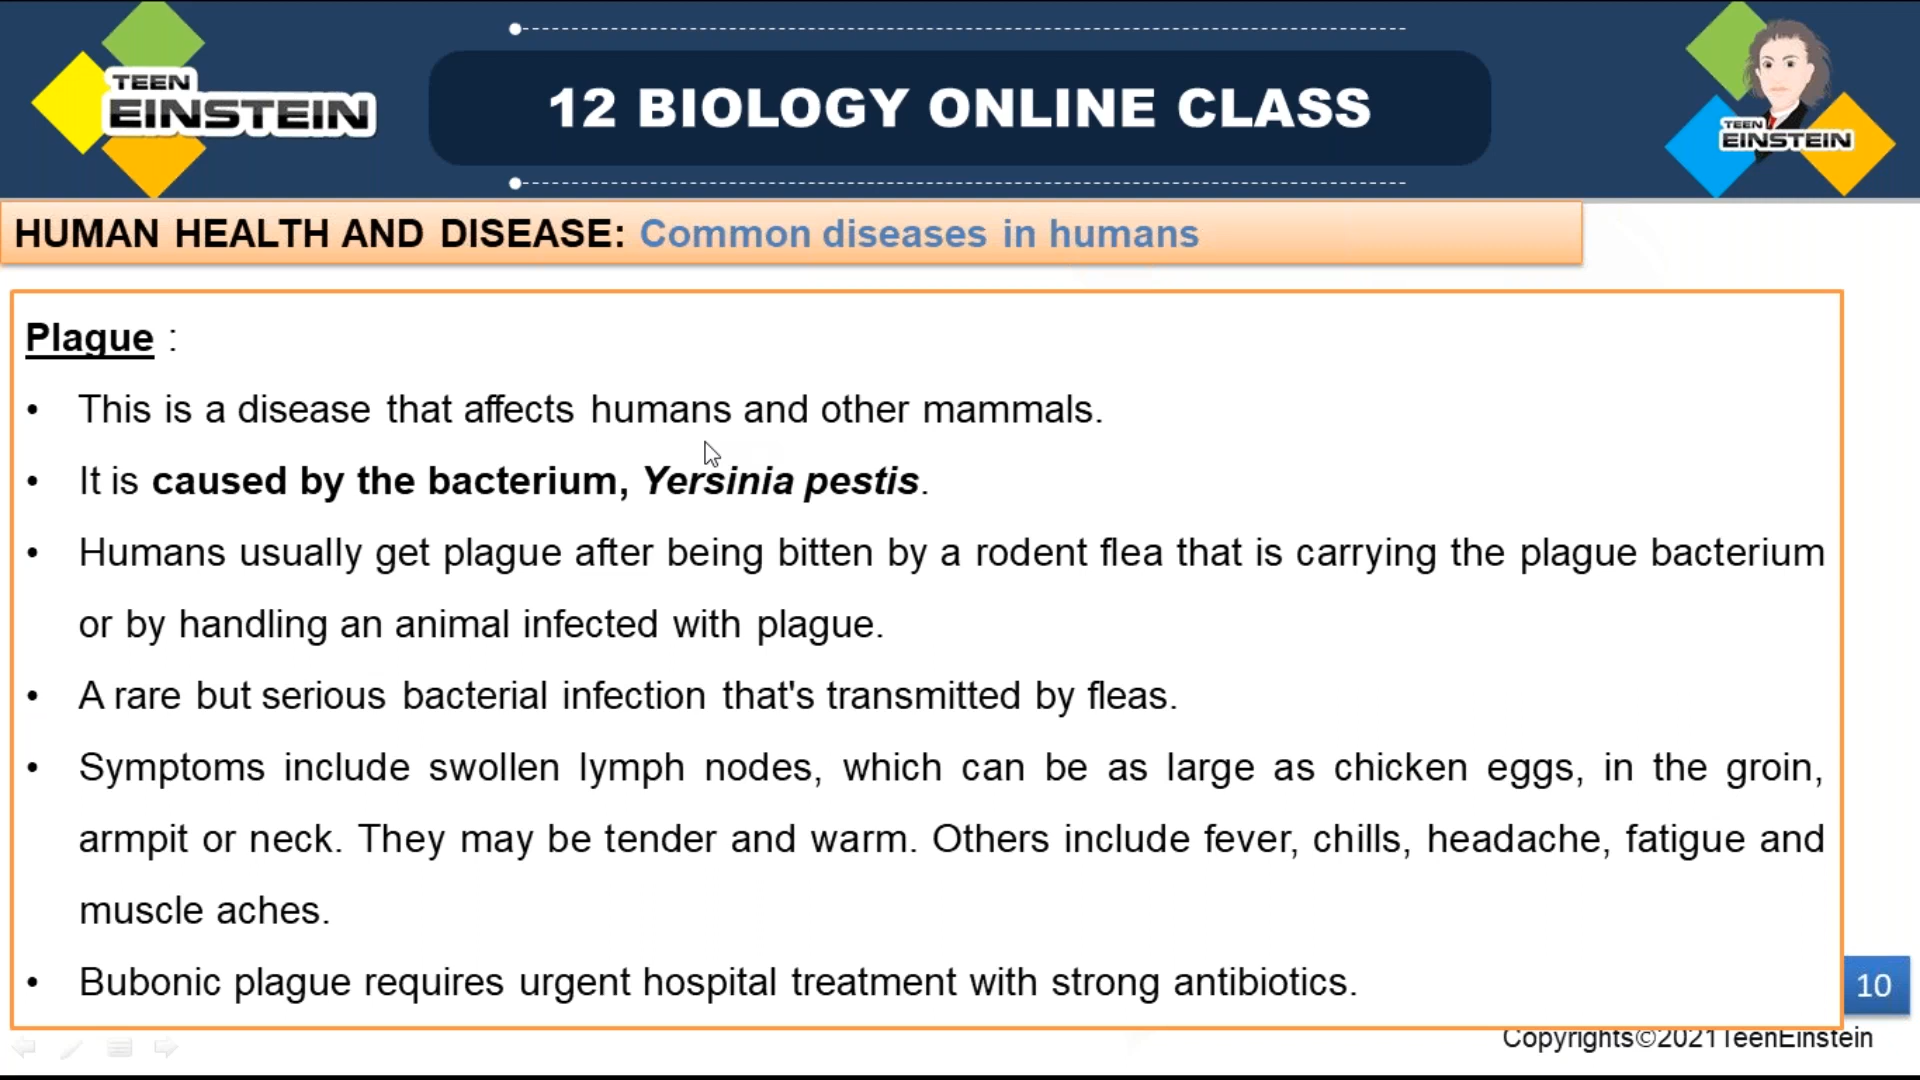 TEEN
EINSTEIN
12 BIOLOGY ONLINE CLASS
TEEN
EINSTEIN
HUMAN HEALTH AND DISEASE: Common diseases in humans
Plague :
• This is a disease that affects humans and other mammals.
• It is caused by the bacterium, Yersinia pestis.
• Humans usually get plague after being bitten by a rodent flea that is carrying the plague bacterium
or by handling an animal infected with plague.
• A rare but serious bacterial infection that's transmitted by fleas.
• Symptoms include swollen lymph nodes, which can be as large as chicken eggs, in the groin,
armpit or neck. They may be tender and warm. Others include fever, chills, headache, fatigue and
muscle aches.
• Bubonic plague requires urgent hospital treatment with strong antibiotics.
10
Copyrights©2021TeenEinstein